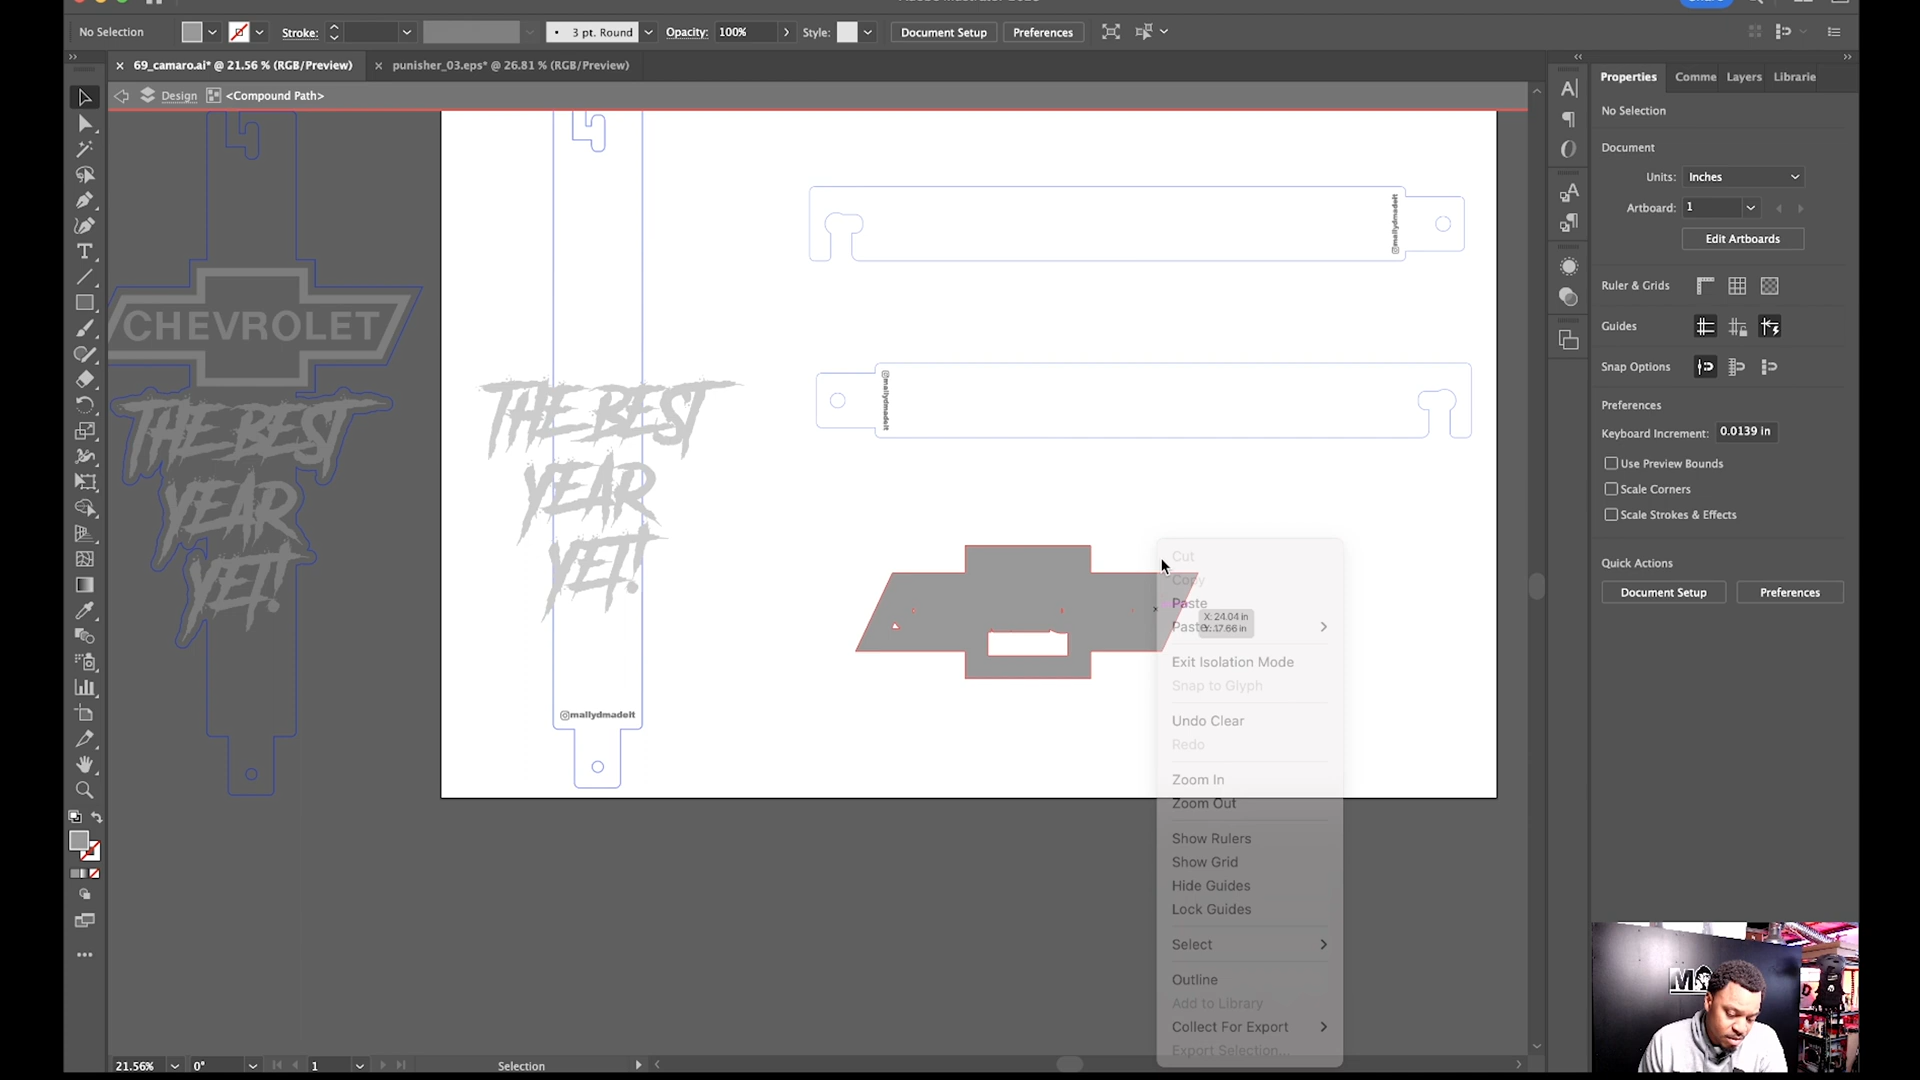 No Selection
Stroke:
3 pt. Round
Opacity:
100%
Style:
Document Setup
Preferences
69_camaro.ai* @ 21.56 % (RGB/Preview)
punisher_03.eps* @ 26.81 % (RGB/Preview)
Design
<Compound Path>
Properties
Comme
Layers
Librarie
No Selection
Document
Units:
Inches
Artboard:
1
Edit Artboards
Ruler & Grids
Guides
Snap Options
Preferences
Keyboard Increment:
0.0139 in
Use Preview Bounds
Scale Corners
Scale Strokes & Effects
Quick Actions
Document Setup
Preferences
CHEVROLET
THE BEST
YEAR
YET!
THE BEST
YEAR
YET!
@mallydmadeit
mallydmadeit
mallydmadeit
Cut
Copy
Paste
Paste
X: 24.04 in
Y: 17.66 in
Exit Isolation Mode
Snap to Glyph
Undo Clear
Redo
Zoom In
Zoom Out
Show Rulers
Show Grid
Hide Guides
Lock Guides
Select
Outline
Add to Library
Collect For Export
Export Selection...
21.56%
0°
1
Selection